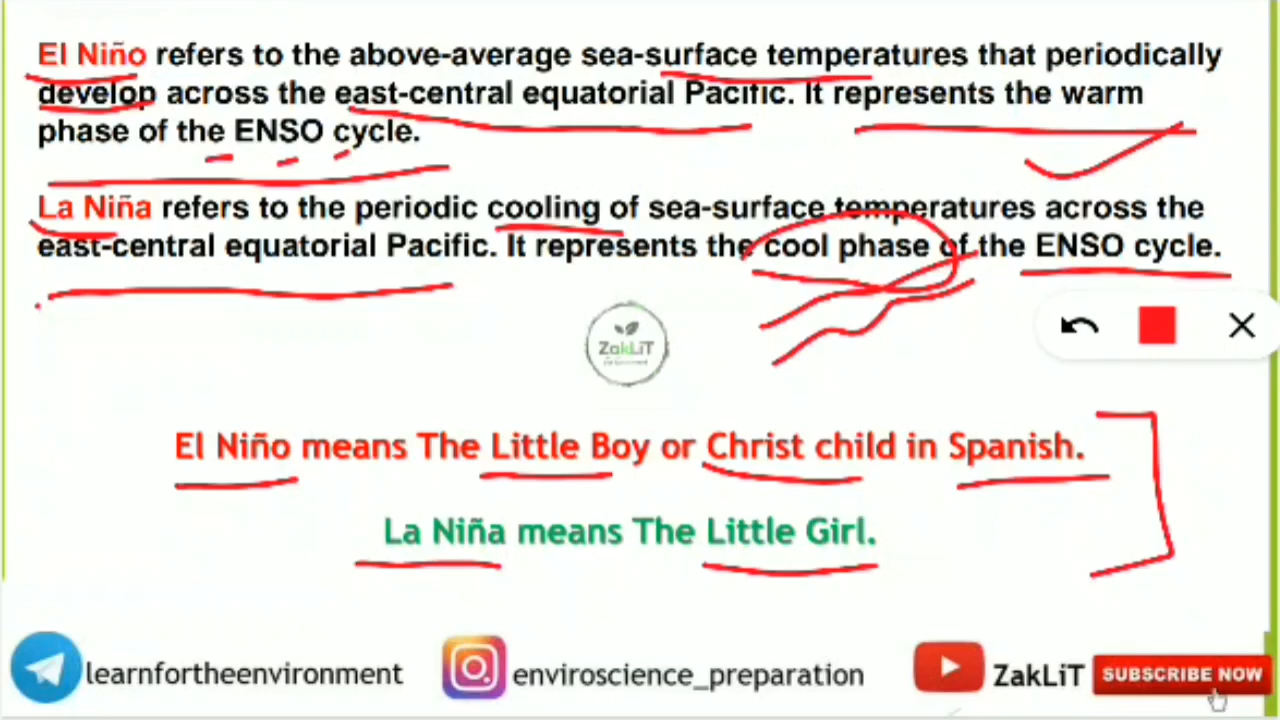 El Niño refers to the above-average sea-surface temperatures that periodically
develop across the east-central equatorial Pacific. It represents the warm
phase of the ENSO cycle.
La Niña refers to the periodic cooling of sea-surface temperatures across the
east-central equatorial Pacific. It represents the cool phase of the ENSO cycle.
ZakLiT
El Niño means The Little Boy or Christ child in Spanish.
La Niña means The Little Girl.
learnfortheenvironment
enviroscience_preparation
ZakLiT
SUBSCRIBE NOW